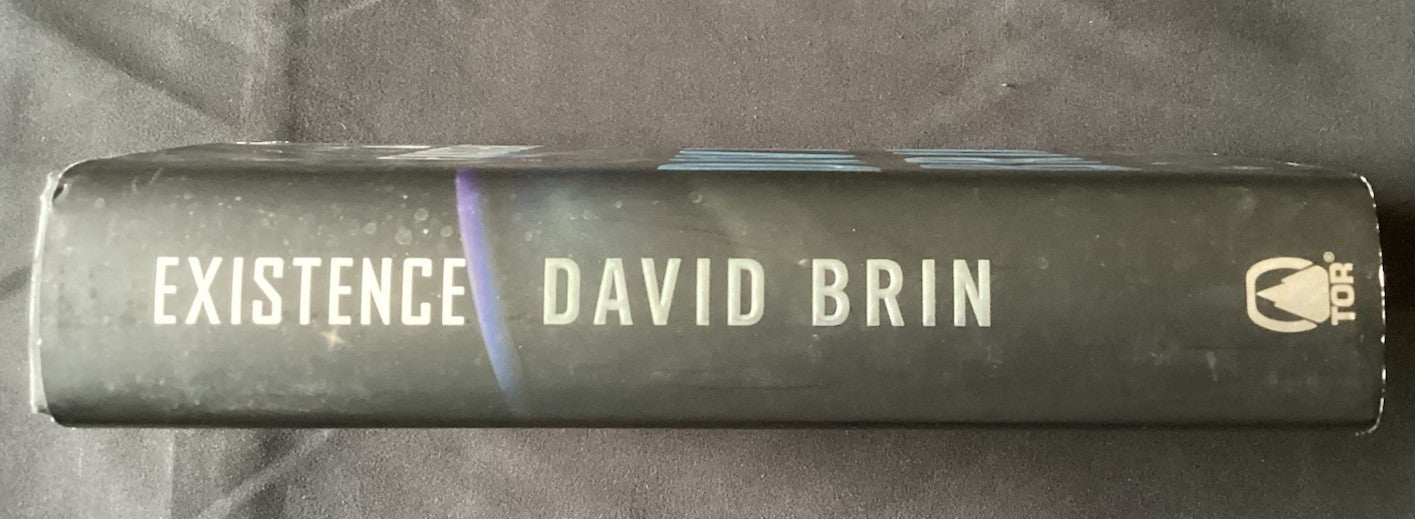 EXISTENCE DAVID BRIN
TOR®